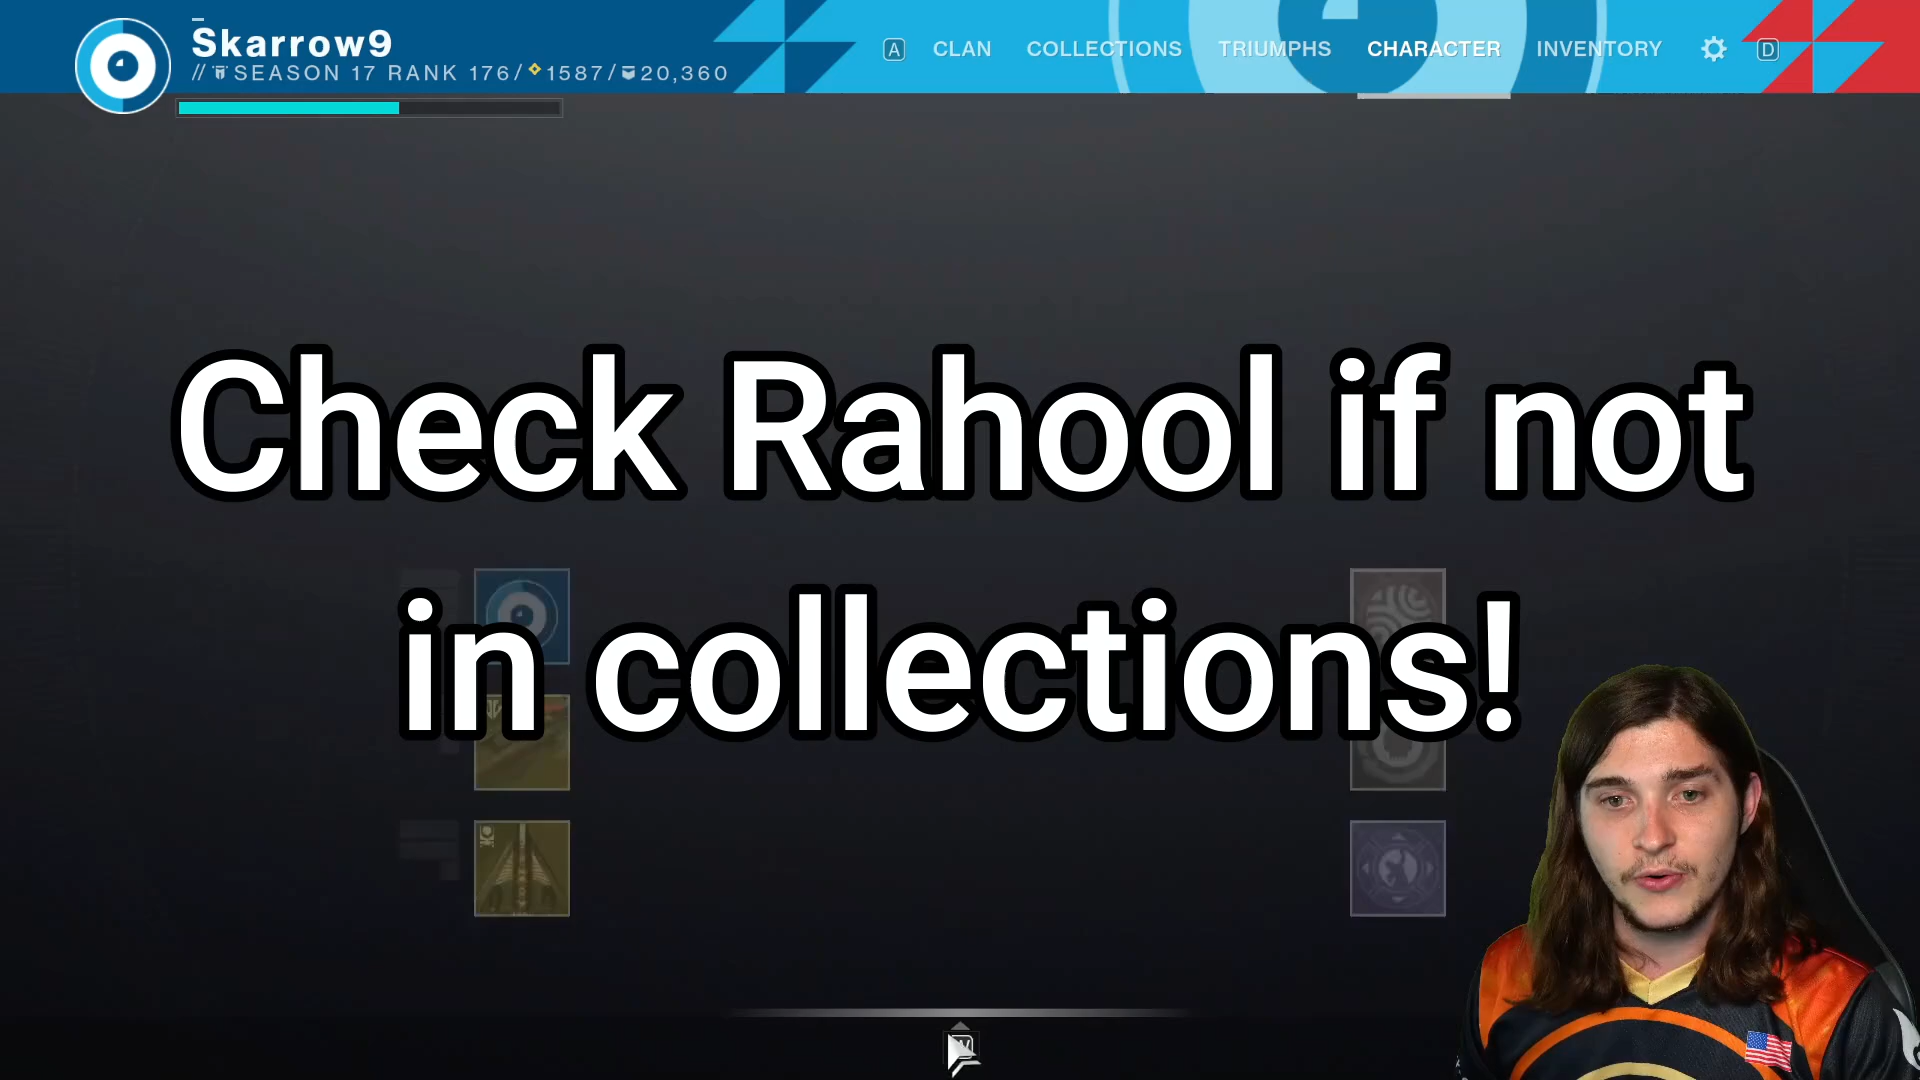 Skarrow9
// SEASON 17 RANK 176/ 1587/ 20,360
A CLAN COLLECTIONS TRIUMPHS CHARACTER INVENTORY D
Check Rahool if not
in collections!